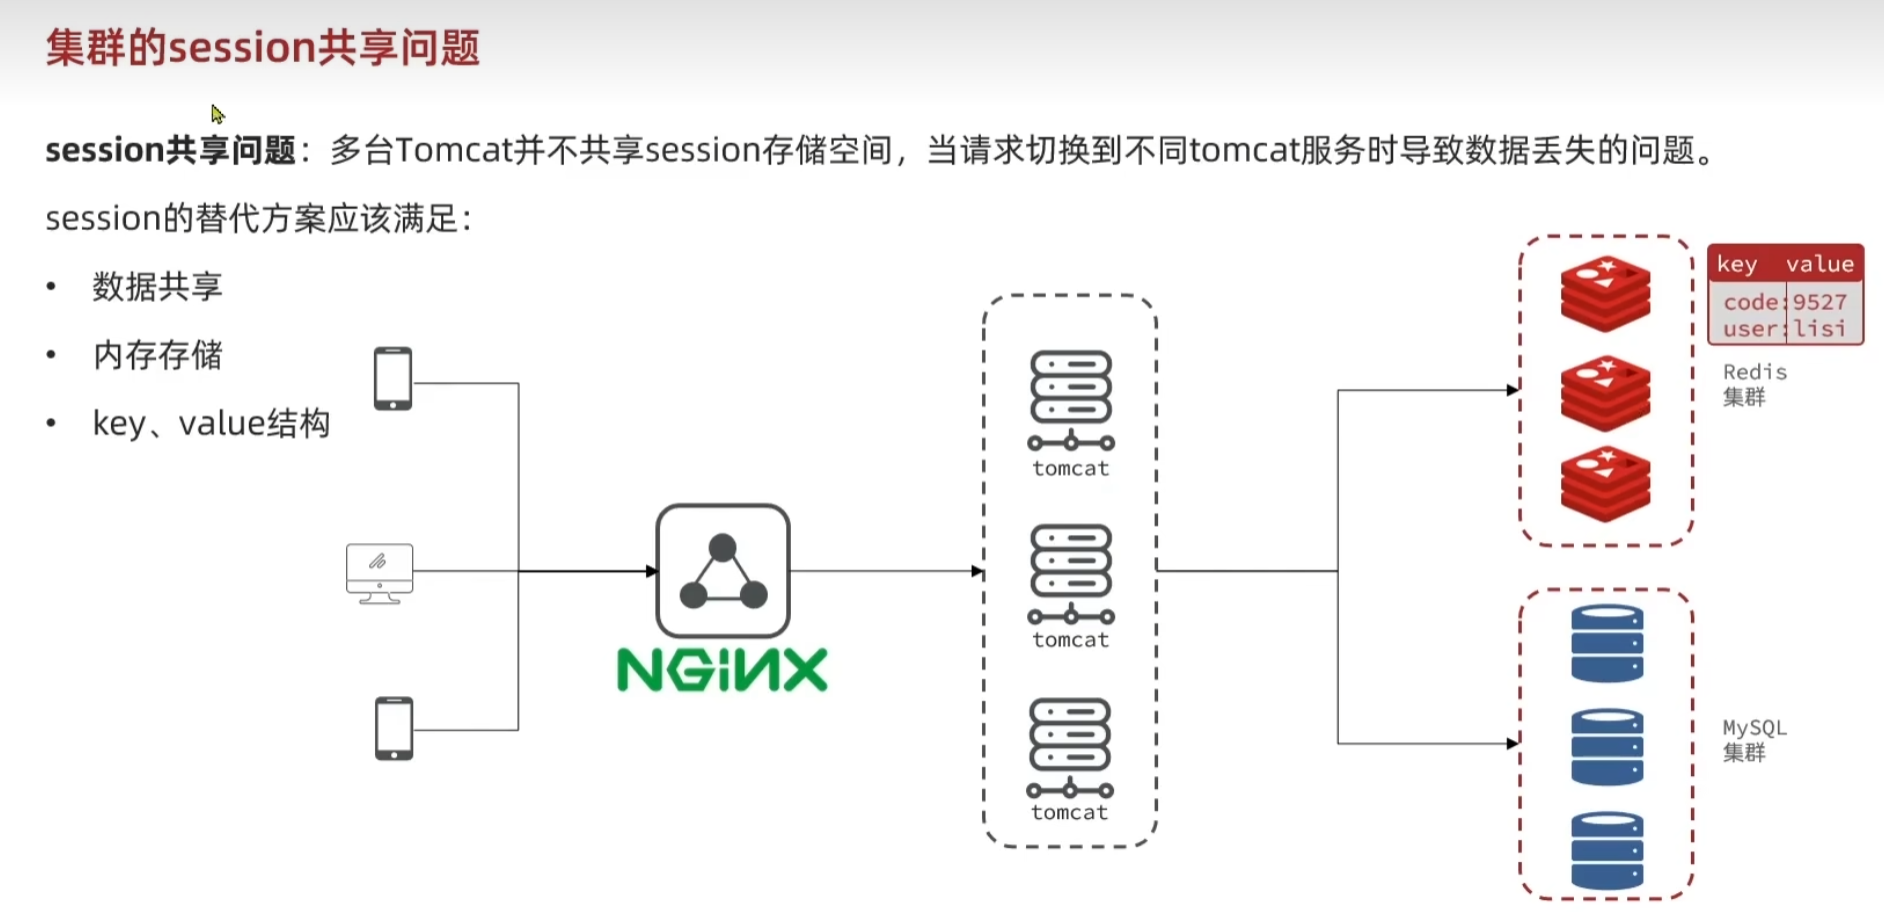 集群的session共享问题
session共享问题：多台Tomcat并不共享session存储空间，当请求切换到不同tomcat服务时导致数据丢失的问题。
session的替代方案应该满足：
• 数据共享
• 内存存储
• key、value结构
NGiNX
tomcat
tomcat
tomcat
key value
code:9527
user:lisi
Redis
集群
MySQL
集群